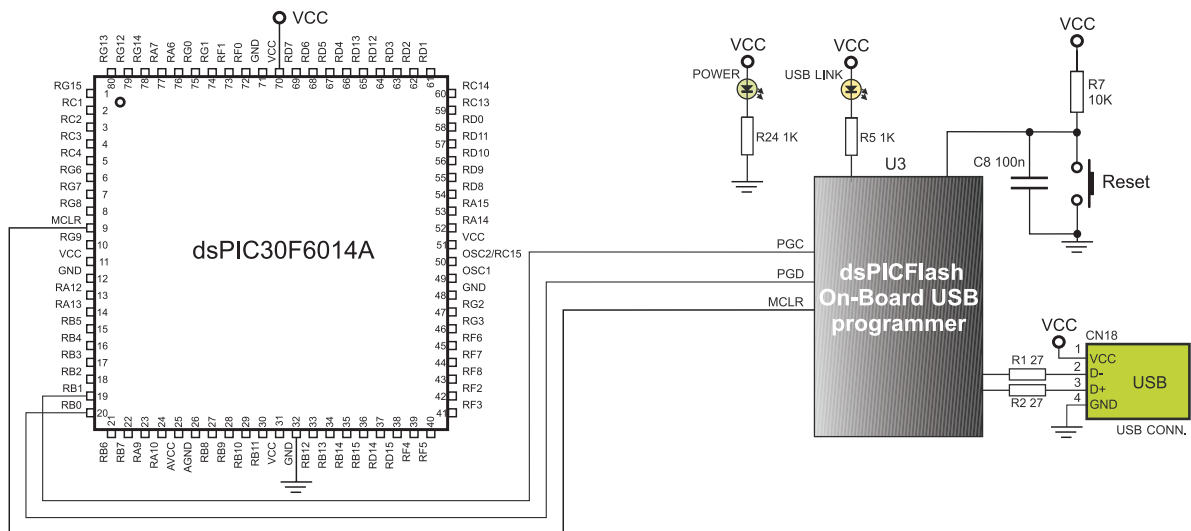 VCC
RG13
RG12
RG14
RA7
RA6
RG0
RG1
RF1
RF0
GND
VCC
RD7
RD6
RD5
RD4
RD13
RD12
RD3
RD2
RD1
80 79 78 77 76 75 74 73 72 71 70 69 68 67 66 65 64 63 62 61
RG15 1
RC1 2
RC2 3
RC3 4
RC4 5
RG6 6
RG7 7
RG8 8
MCLR 9
RG9 10
VCC 11
GND 12
RA12 13
RA13 14
RB5 15
RB4 16
RB3 17
RB2 18
RB1 19
RB0 20
dsPIC30F6014A
60 RC14
59 RC13
58 RD0
57 RD11
56 RD10
55 RD9
54 RD8
53 RA15
52 RA14
51 VCC
50 OSC2/RC15
49 OSC1
48 GND
47 RG2
46 RG3
45 RF6
44 RF7
43 RF8
42 RF2
41 RF3
21 22 23 24 25 26 27 28 29 30 31 32 33 34 35 36 37 38 39 40
RB6
RB7
RA9
RA10
AVCC
AGND
RB8
RB9
RB10
RB11
VCC
GND
RB12
RB13
RB14
RB15
RD14
RD15
RF4
RF5
VCC
POWER
R24 1K
VCC
USB LINK
R5 1K
VCC
R7
10K
C8 100n
Reset
U3
PGC
PGD
MCLR
dsPICFlash
On-Board USB
programmer
VCC
CN18
R1 27
R2 27
1 VCC
2 D-
3 D+
4 GND
USB
USB CONN.